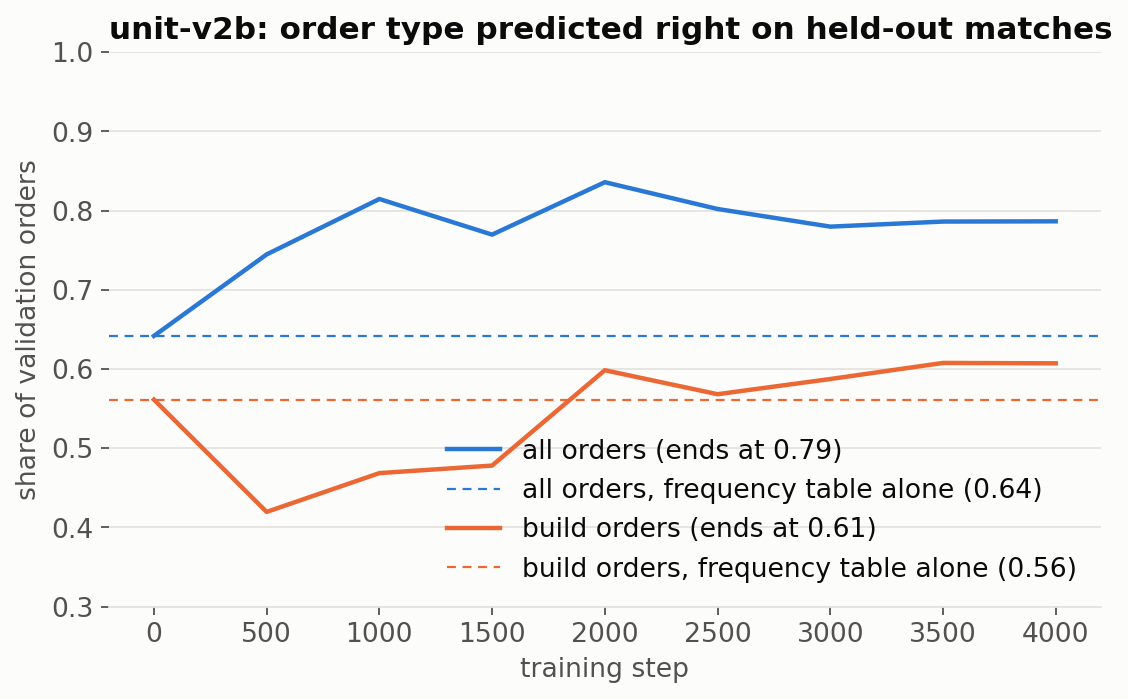 unit-v2b: order type predicted right on held-out matches
share of validation orders
1.0
0.9
0.8
0.7
0.6
0.5
0.4
0.3
all orders (ends at 0.79)
all orders, frequency table alone (0.64)
build orders (ends at 0.61)
build orders, frequency table alone (0.56)
0 500 1000 1500 2000 2500 3000 3500 4000
training step